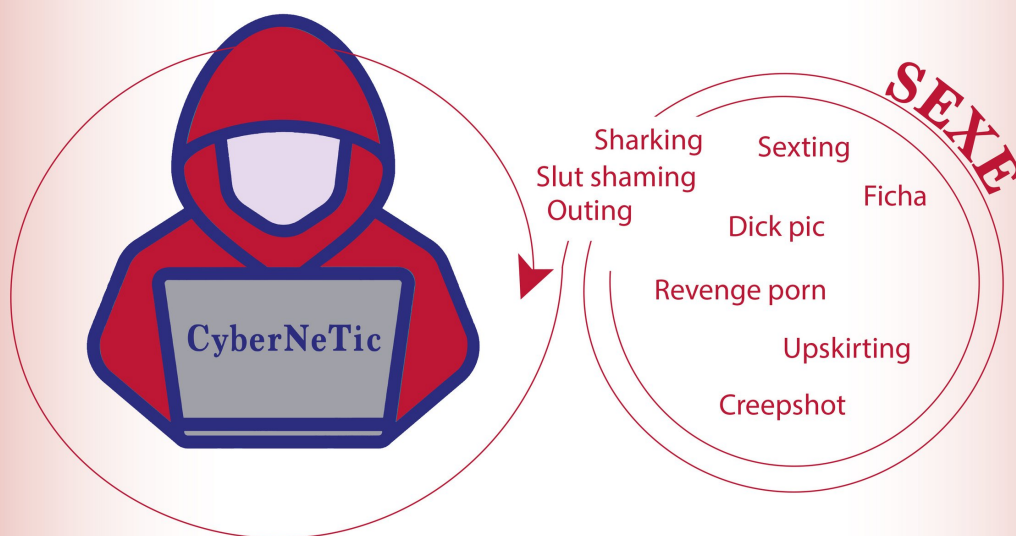 SEXE
Sharking
Sexting
Slut shaming
Ficha
Outing
Dick pic
Revenge porn
CyberNeTic
Upskirting
Creepshot